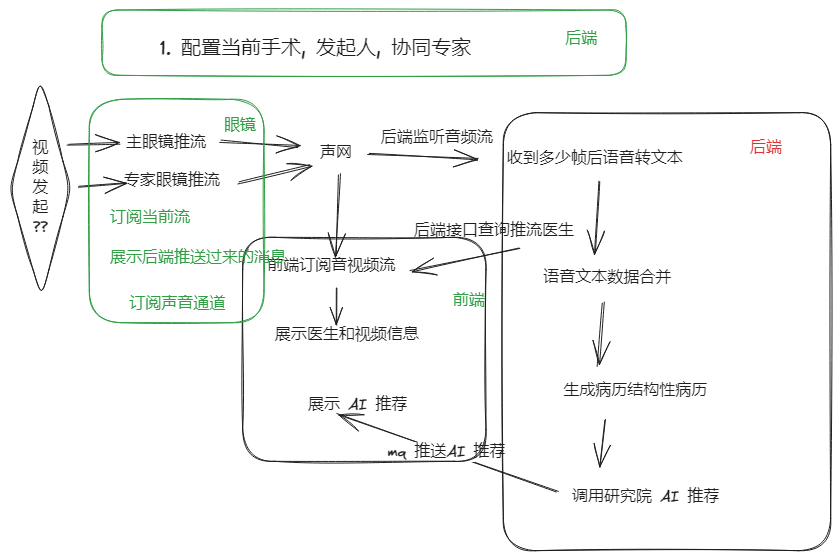 1. 配置当前手术, 发起人, 协同专家
后端
视频发起??
眼镜
主眼镜推流
专家眼镜推流
订阅当前流
展示后端推送过来的消息
订阅声音通道
声网
后端监听音频流
后端
收到多少帧后语音转文本
后端接口查询推流医生
语音文本数据合并
前端订阅音视频流
前端
展示医生和视频信息
生成病历结构性病历
展示 AI 推荐
mq 推送AI 推荐
调用研究院 AI 推荐